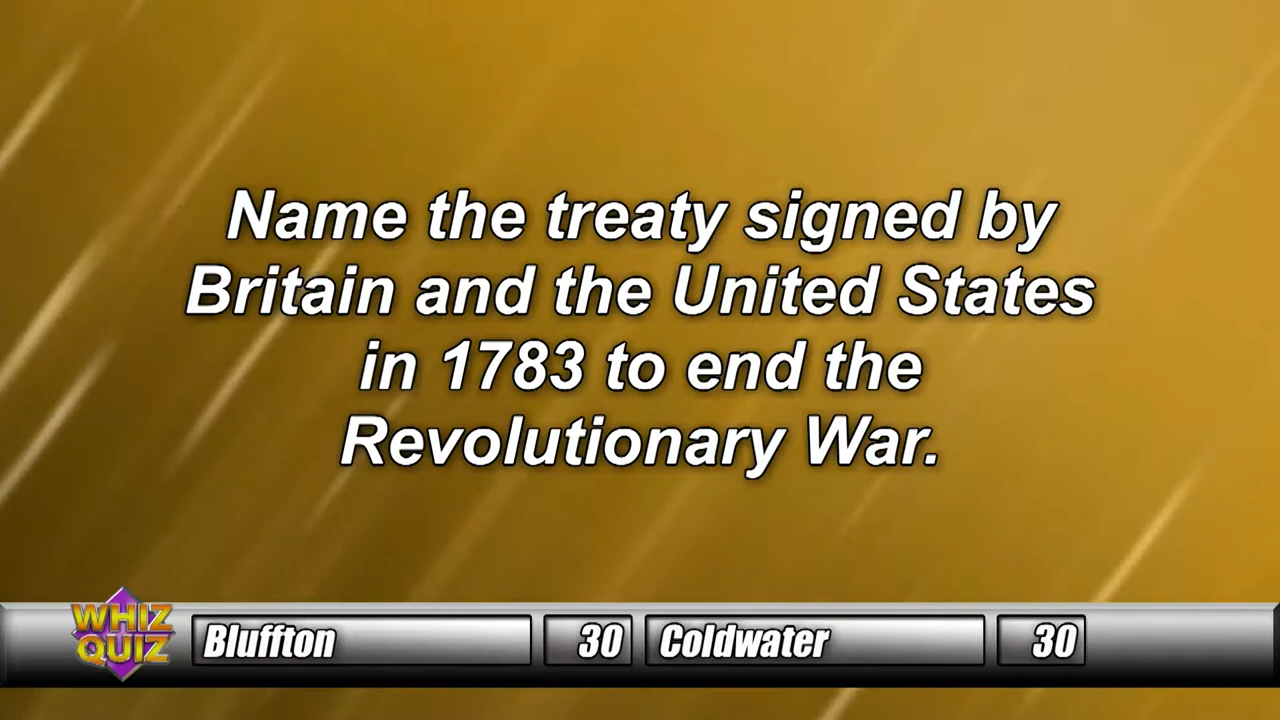 Name the treaty signed by
Britain and the United States
in 1783 to end the
Revolutionary War.
WHIZ
QUIZ
Bluffton 30 Coldwater 30